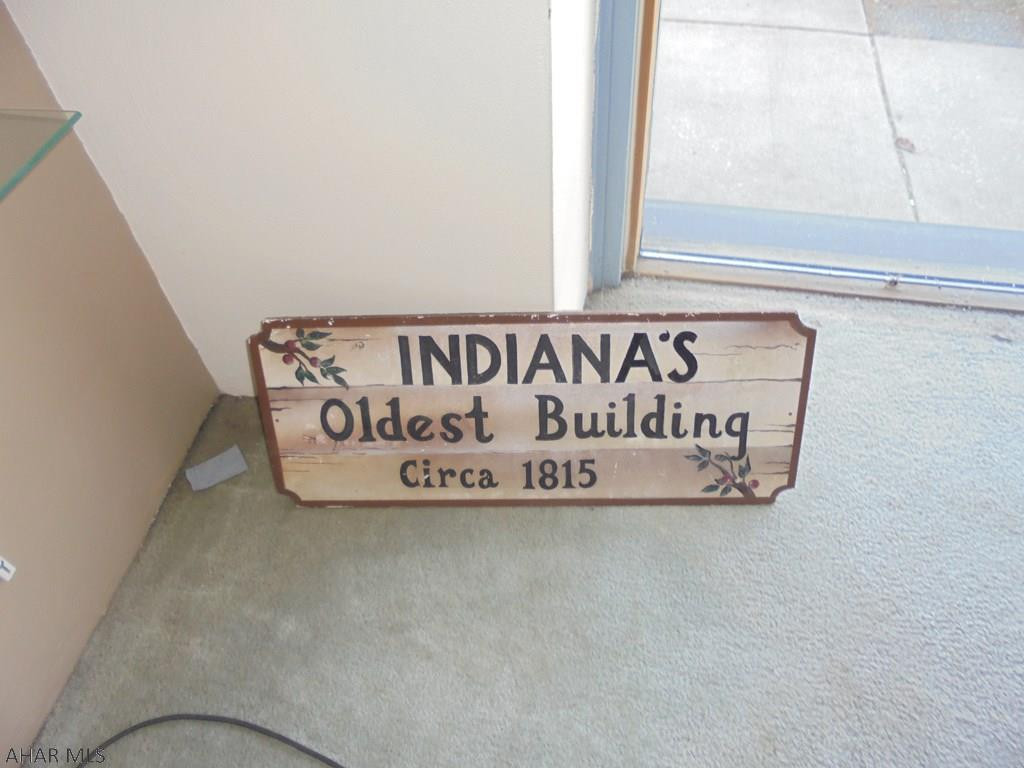 INDIANA'S
Oldest Building
Circa 1815
Y
AHAR MLS